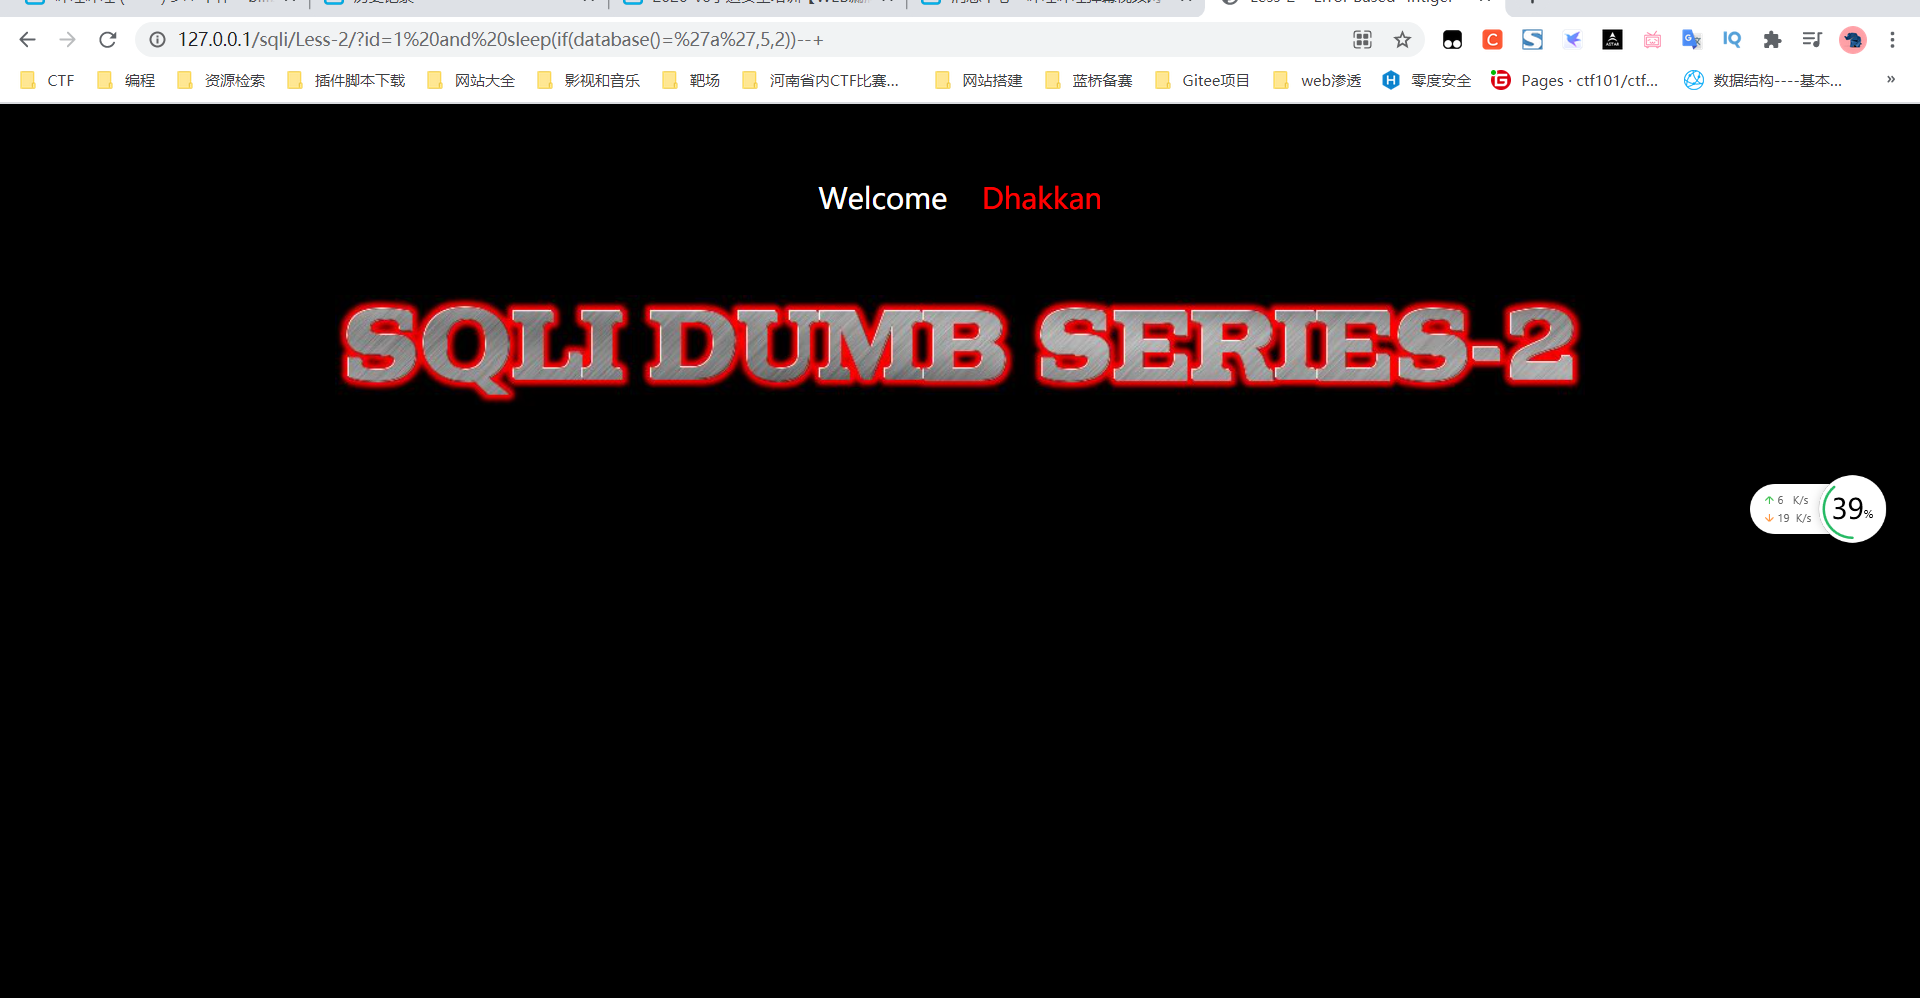 127.0.0.1/sqli/Less-2/?id=1%20and%20sleep(if(database()=%27a%27,5,2))--+
CTF 编程 资源检索 插件脚本下载 网站大全 影视和音乐 靶场 河南省内CTF比赛... 网站搭建 蓝桥备赛 Gitee项目 web渗透 零度安全 Pages · ctf101/ctf... 数据结构----基本... »
Welcome Dhakkan
SQLI DUMB SERIES-2
6 K/s
19 K/s
39%